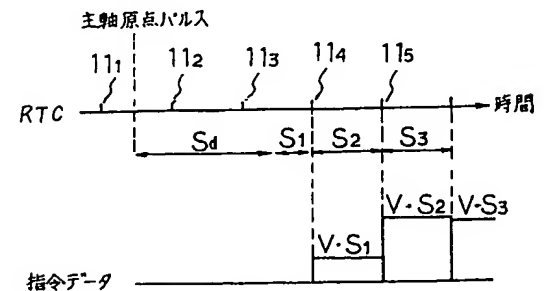 主軸原点パルス
11₁ 11₂ 11₃ 11₄ 11₅
RTC 時間
Sd S1 S2 S3
V・S1 V・S2 V・S3
指令データ